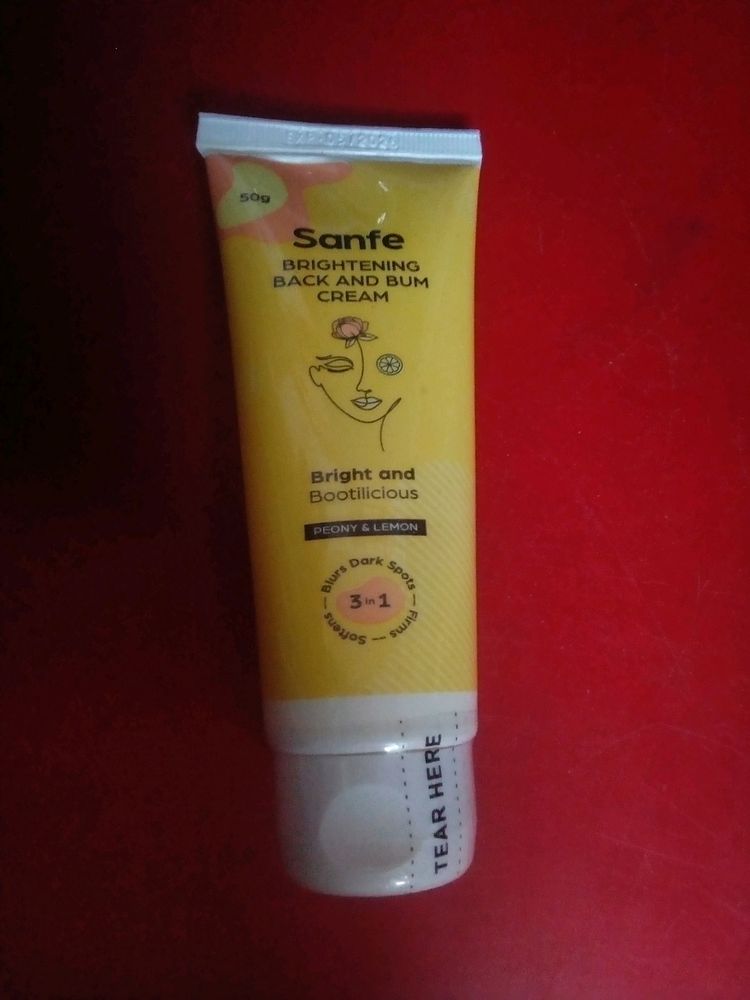 50g
Sanfe
BRIGHTENING
BACK AND BUM
CREAM
Bright and
Bootilicious
PEONY & LEMON
Blurs Dark Spots — Firms — Softens —
3 in 1
TEAR HERE